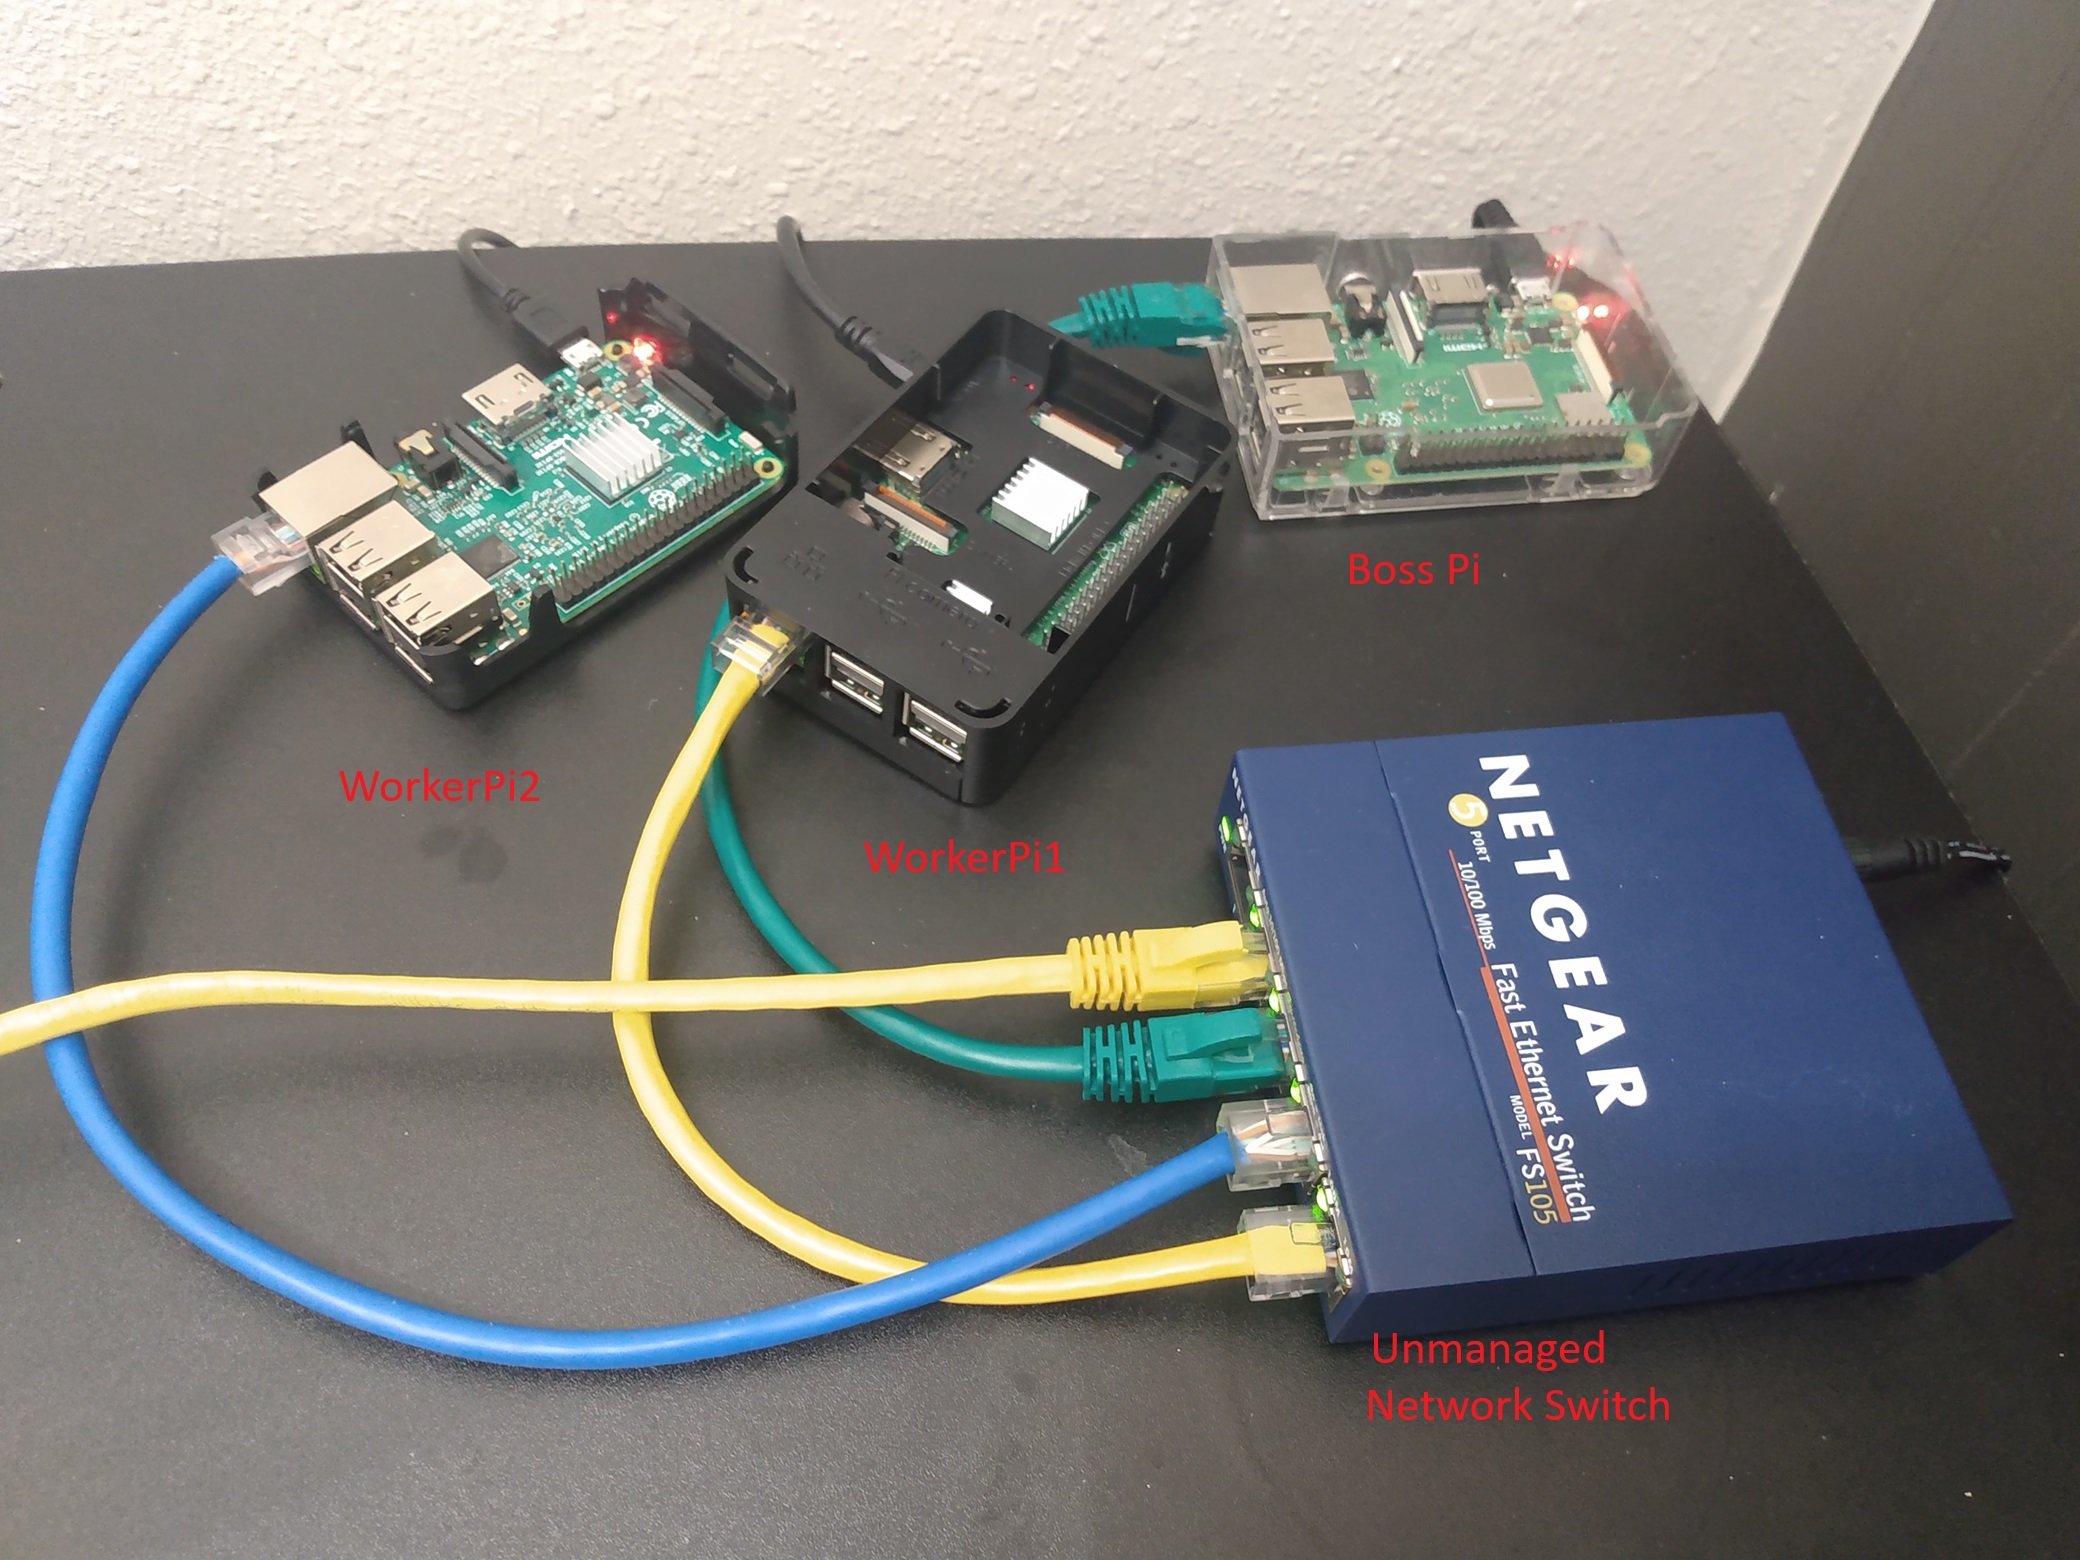 Boss Pi
WorkerPi2
WorkerPi1
NETGEAR
5 PORT 10/100 Mbps Fast Ethernet Switch
MODEL FS105
Unmanaged
Network Switch